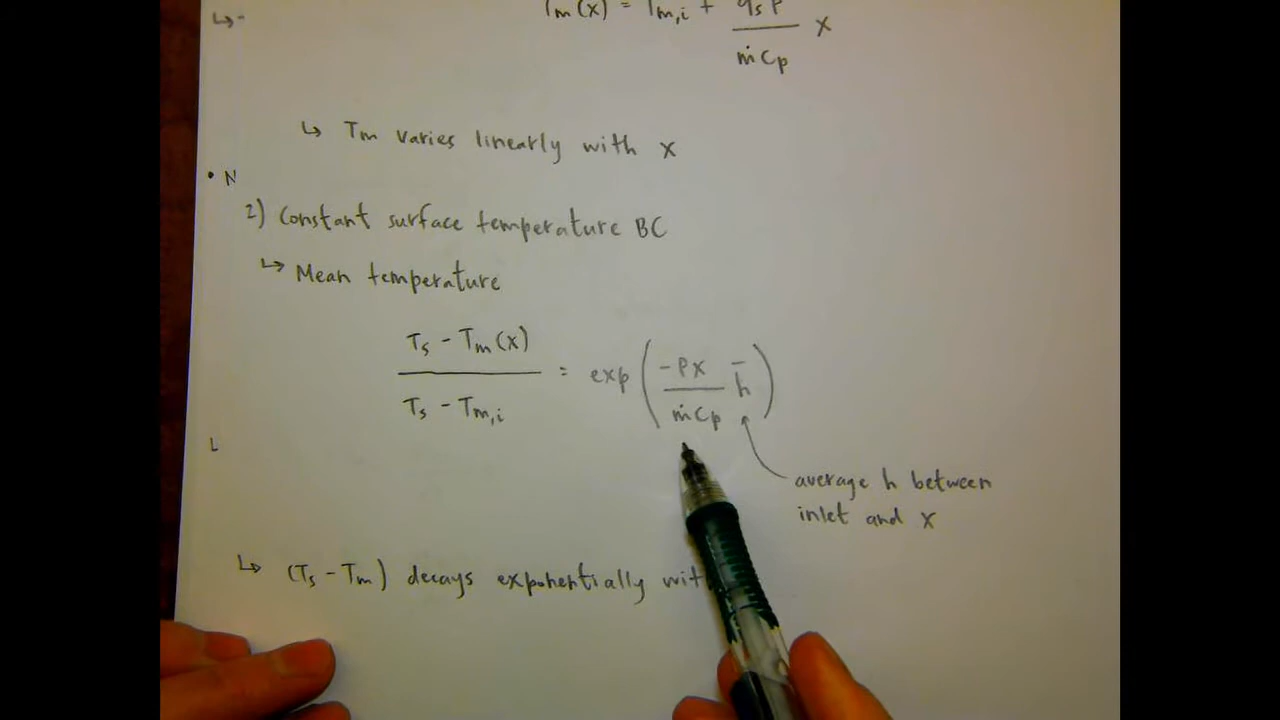 Tm(x) = Tm,i + qsP / ṁCp x
↳ Tm varies linearly with x
• N
2) Constant surface temperature BC
↳ Mean temperature
Ts - Tm(x) / Ts - Tm,i = exp(-Px / ṁCp h̄)
average h between
inlet and x
↳ (Ts - Tm) decays exponentially